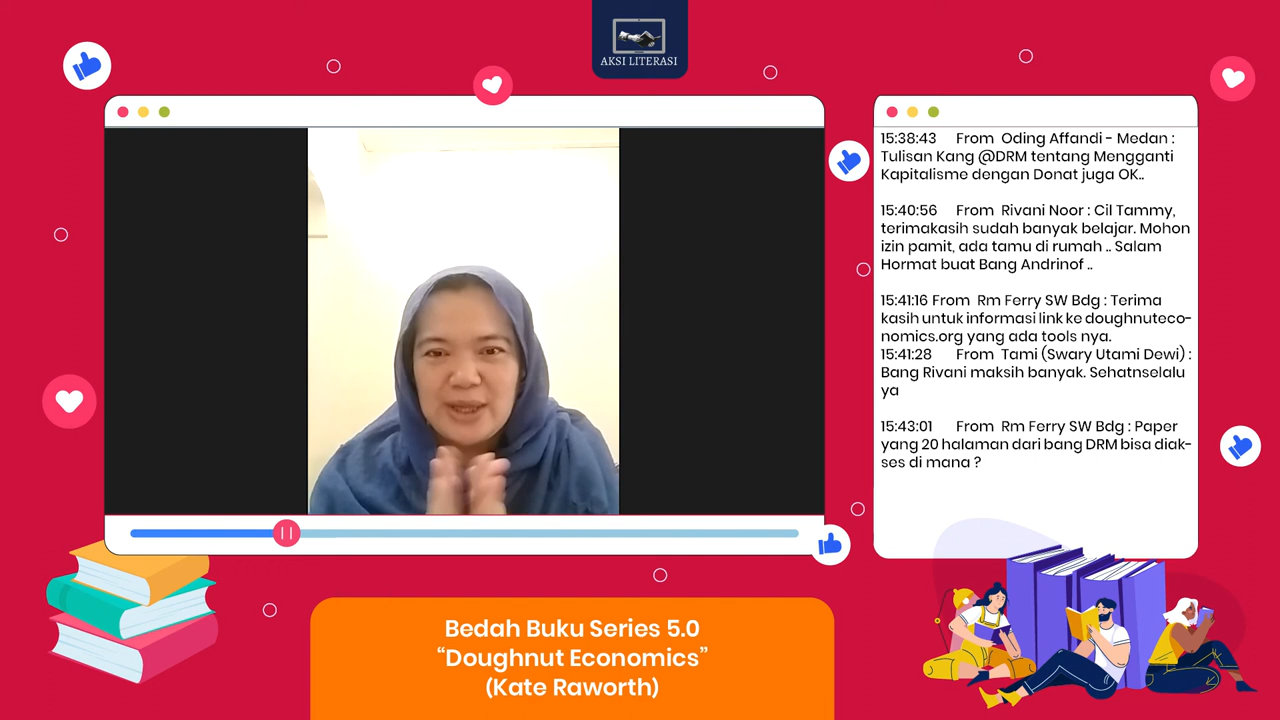 AKSI LITERASI
15:38:43 From Oding Affandi - Medan :
Tulisan Kang @DRM tentang Mengganti
Kapitalisme dengan Donat juga OK..
15:40:56 From Rivani Noor : Cil Tammy,
terimakasih sudah banyak belajar. Mohon
izin pamit, ada tamu di rumah .. Salam
Hormat buat Bang Andrinof ..
15:41:16 From Rm Ferry SW Bdg : Terima
kasih untuk informasi link ke doughnuteco-
nomics.org yang ada tools nya.
15:41:28 From Tami (Swary Utami Dewi) :
Bang Rivani maksih banyak. Sehatnselalu
ya
15:43:01 From Rm Ferry SW Bdg : Paper
yang 20 halaman dari bang DRM bisa diak-
ses di mana ?
Bedah Buku Series 5.0
“Doughnut Economics”
(Kate Raworth)